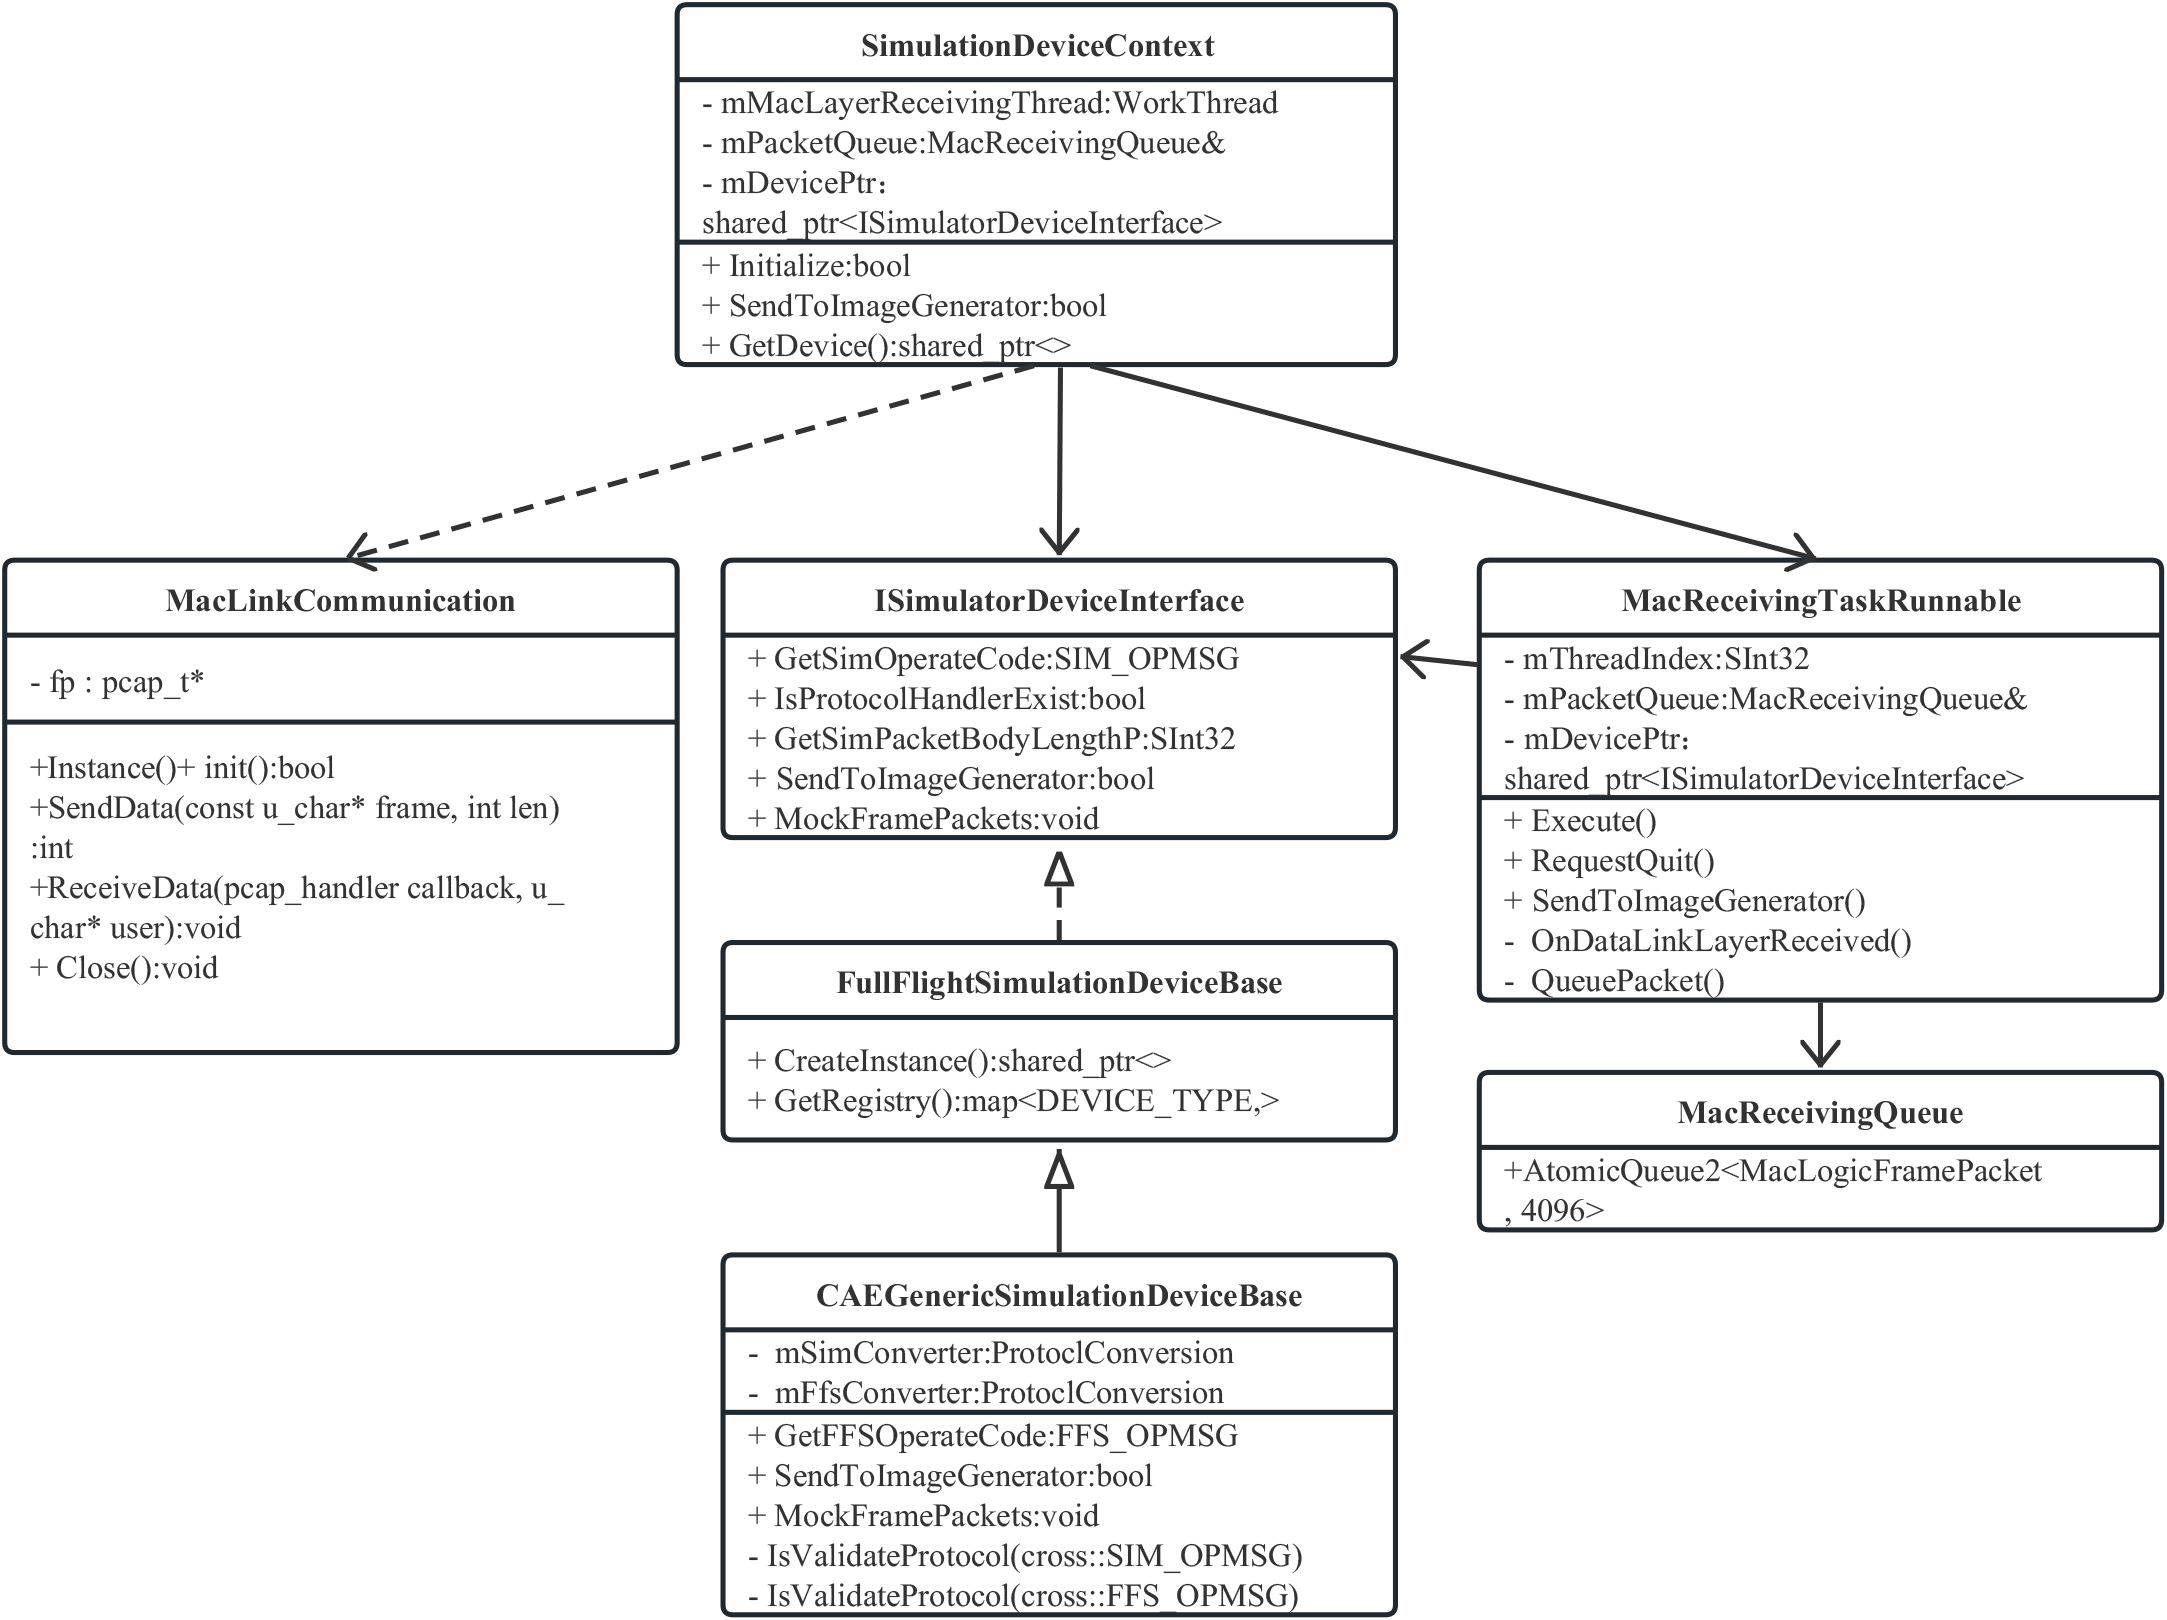 SimulationDeviceContext
- mMacLayerReceivingThread:WorkThread
- mPacketQueue:MacReceivingQueue&
- mDevicePtr：
shared_ptr<ISimulatorDeviceInterface>
+ Initialize:bool
+ SendToImageGenerator:bool
+ GetDevice():shared_ptr<>
MacLinkCommunication
- fp : pcap_t*
+Instance()+ init():bool
+SendData(const u_char* frame, int len)
:int
+ReceiveData(pcap_handler callback, u_
char* user):void
+ Close():void
ISimulatorDeviceInterface
+ GetSimOperateCode:SIM_OPMSG
+ IsProtocolHandlerExist:bool
+ GetSimPacketBodyLengthP:SInt32
+ SendToImageGenerator:bool
+ MockFramePackets:void
MacReceivingTaskRunnable
- mThreadIndex:SInt32
- mPacketQueue:MacReceivingQueue&
- mDevicePtr：
shared_ptr<ISimulatorDeviceInterface>
+ Execute()
+ RequestQuit()
+ SendToImageGenerator()
- OnDataLinkLayerReceived()
- QueuePacket()
FullFlightSimulationDeviceBase
+ CreateInstance():shared_ptr<>
+ GetRegistry():map<DEVICE_TYPE,>
MacReceivingQueue
+AtomicQueue2<MacLogicFramePacket
, 4096>
CAEGenericSimulationDeviceBase
- mSimConverter:ProtoclConversion
- mFfsConverter:ProtoclConversion
+ GetFFSOperateCode:FFS_OPMSG
+ SendToImageGenerator:bool
+ MockFramePackets:void
- IsValidateProtocol(cross::SIM_OPMSG)
- IsValidateProtocol(cross::FFS_OPMSG)